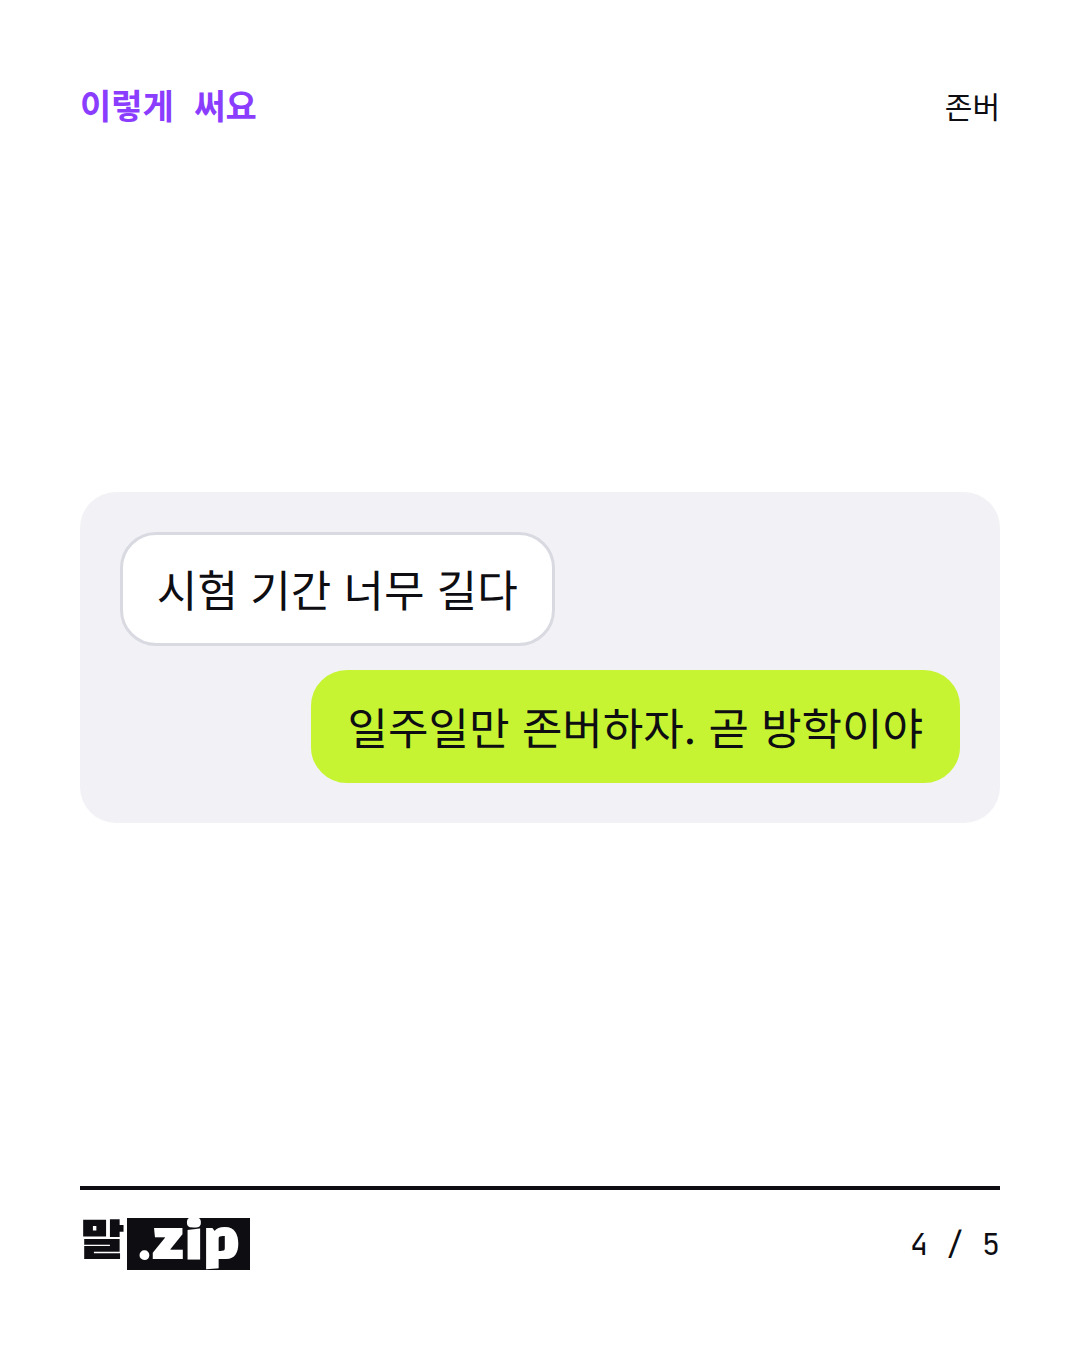 이렇게 써요
존버
시험 기간 너무 길다
일주일만 존버하자. 곧 방학이야
말.zip
4 / 5